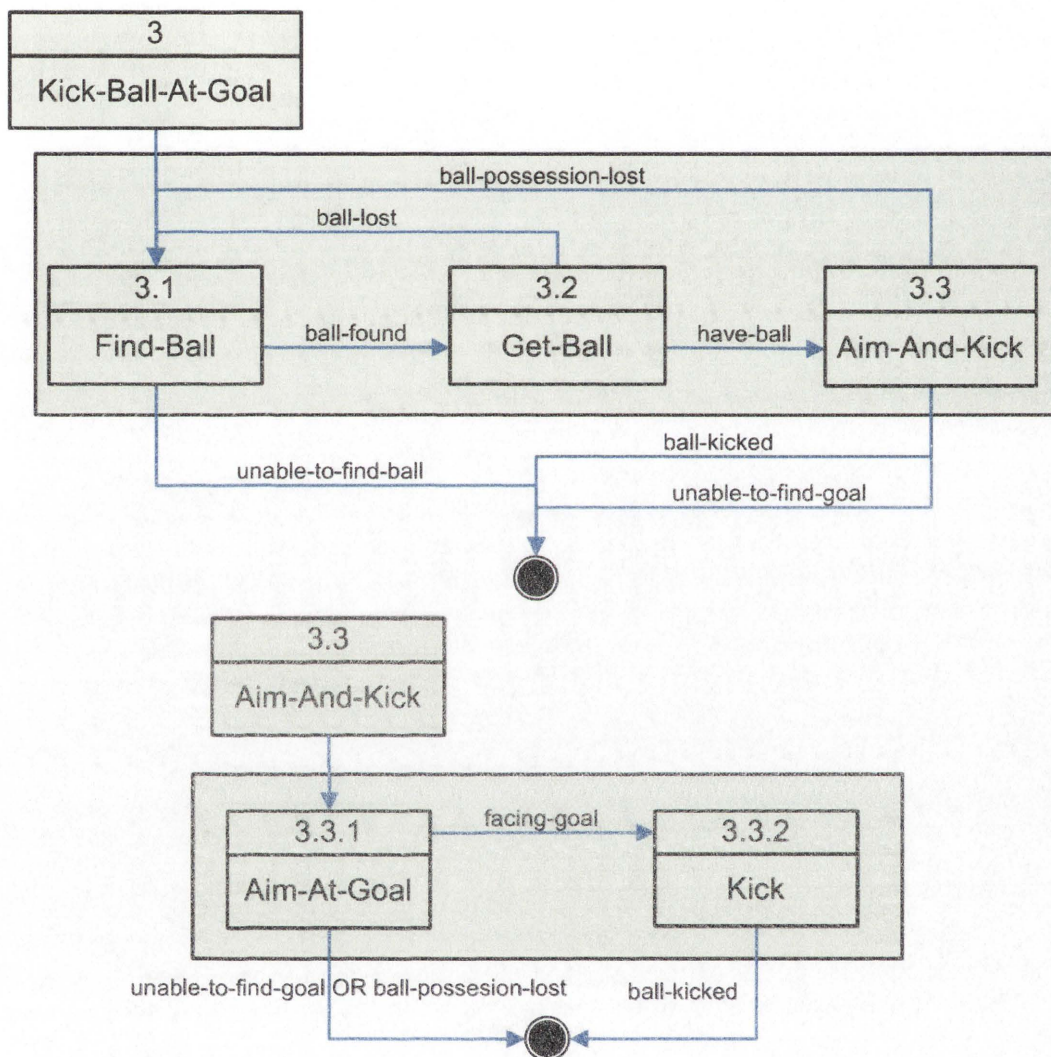 3
Kick-Ball-At-Goal
ball-possession-lost
ball-lost
3.1
Find-Ball
ball-found
3.2
Get-Ball
have-ball
3.3
Aim-And-Kick
unable-to-find-ball
ball-kicked
unable-to-find-goal
3.3
Aim-And-Kick
3.3.1
Aim-At-Goal
facing-goal
3.3.2
Kick
unable-to-find-goal OR ball-possesion-lost
ball-kicked